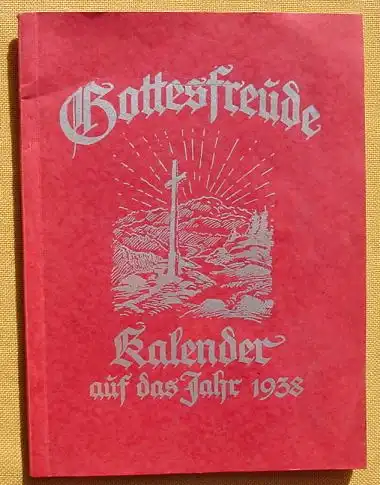 Gottesfreude
Kalender
auf das Jahr 1938